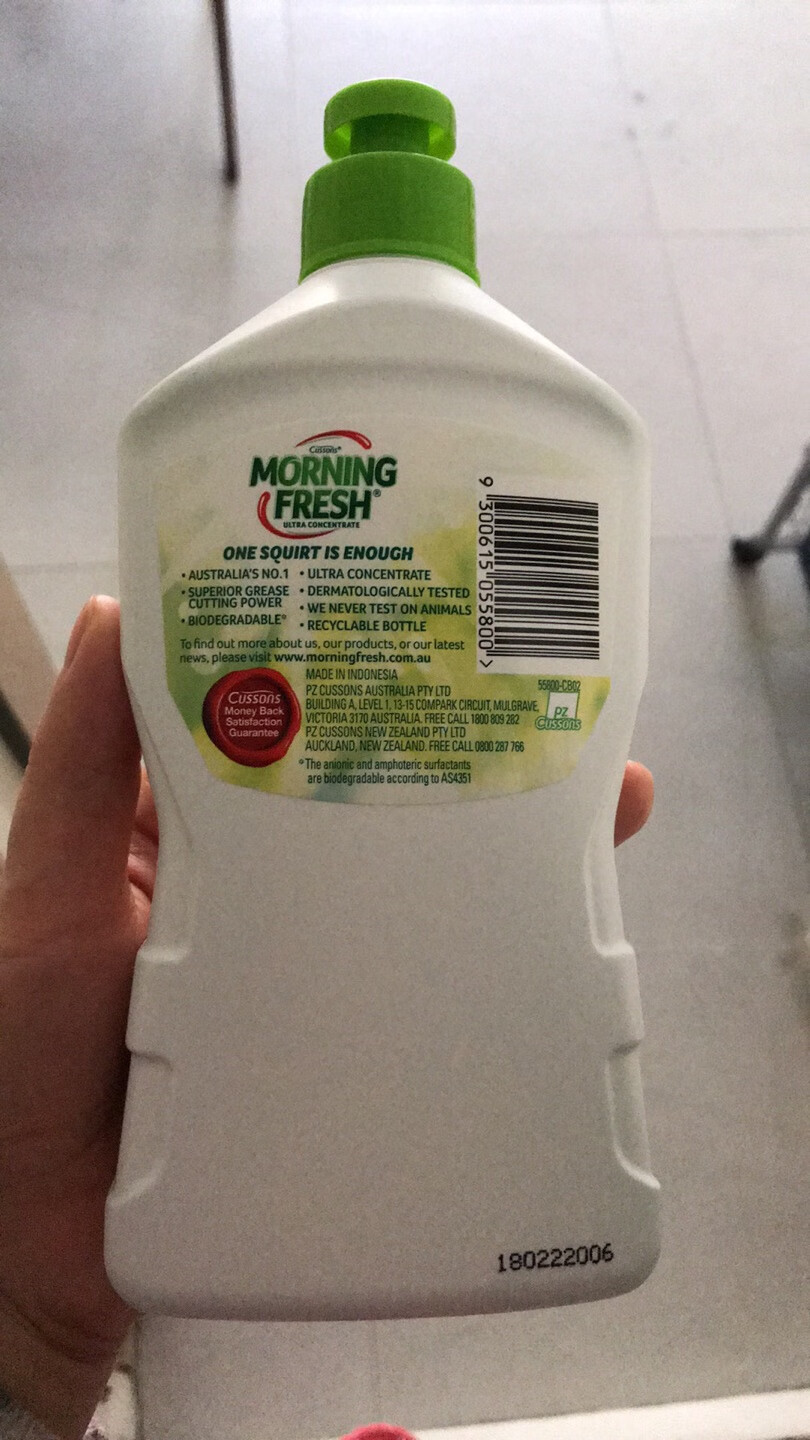 Cussons®
MORNING
FRESH®
ULTRA CONCENTRATE
ONE SQUIRT IS ENOUGH
• AUSTRALIA'S NO.1
• SUPERIOR GREASE
CUTTING POWER
• BIODEGRADABLE*
• ULTRA CONCENTRATE
• DERMATOLOGICALLY TESTED
• WE NEVER TEST ON ANIMALS
• RECYCLABLE BOTTLE
To find out more about us, our products, or our latest
news, please visit www.morningfresh.com.au
9 300615 055800 >
Cussons
Money Back
Satisfaction
Guarantee
MADE IN INDONESIA
PZ CUSSONS AUSTRALIA PTY LTD
BUILDING A, LEVEL 1, 13-15 COMPARK CIRCUIT, MULGRAVE,
VICTORIA 3170 AUSTRALIA. FREE CALL 1800 809 282
PZ CUSSONS NEW ZEALAND PTY LTD
AUCKLAND, NEW ZEALAND. FREE CALL 0800 287 766
*The anionic and amphoteric surfactants
are biodegradable according to AS4351
55800-CB02
PZ
Cussons
180222006